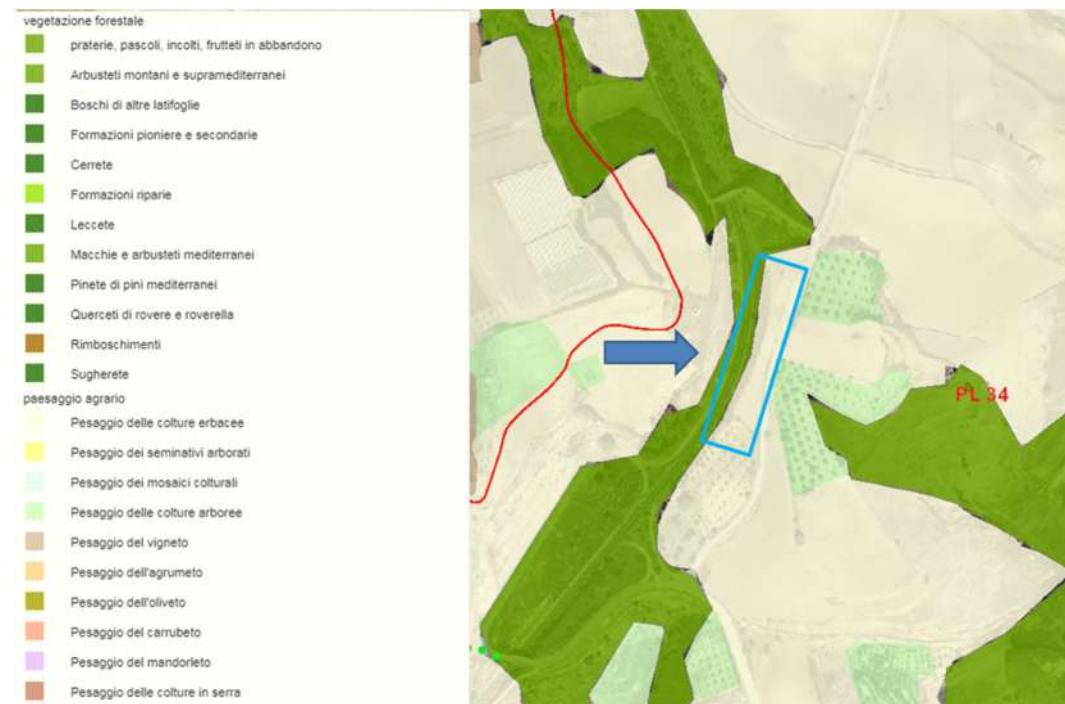 vegetazione forestale
praterie, pascoli, incolti, frutteti in abbandono
Arbusteti montani e supramediterranei
Boschi di altre latifoglie
Formazioni pioniere e secondarie
Cerrete
Formazioni riparie
Leccete
Macchie e arbusteti mediterranei
Pinete di pini mediterranei
Querceti di rovere e roverella
Rimboschimenti
Sugherete
paesaggio agrario
Pesaggio delle colture erbacee
Pesaggio dei seminativi arborati
Pesaggio dei mosaici colturali
Pesaggio delle colture arboree
Pesaggio del vigneto
Pesaggio dell'agrumeto
Pesaggio dell'oliveto
Pesaggio del carrubeto
Pesaggio del mandorleto
Pesaggio delle colture in serra
PL 34